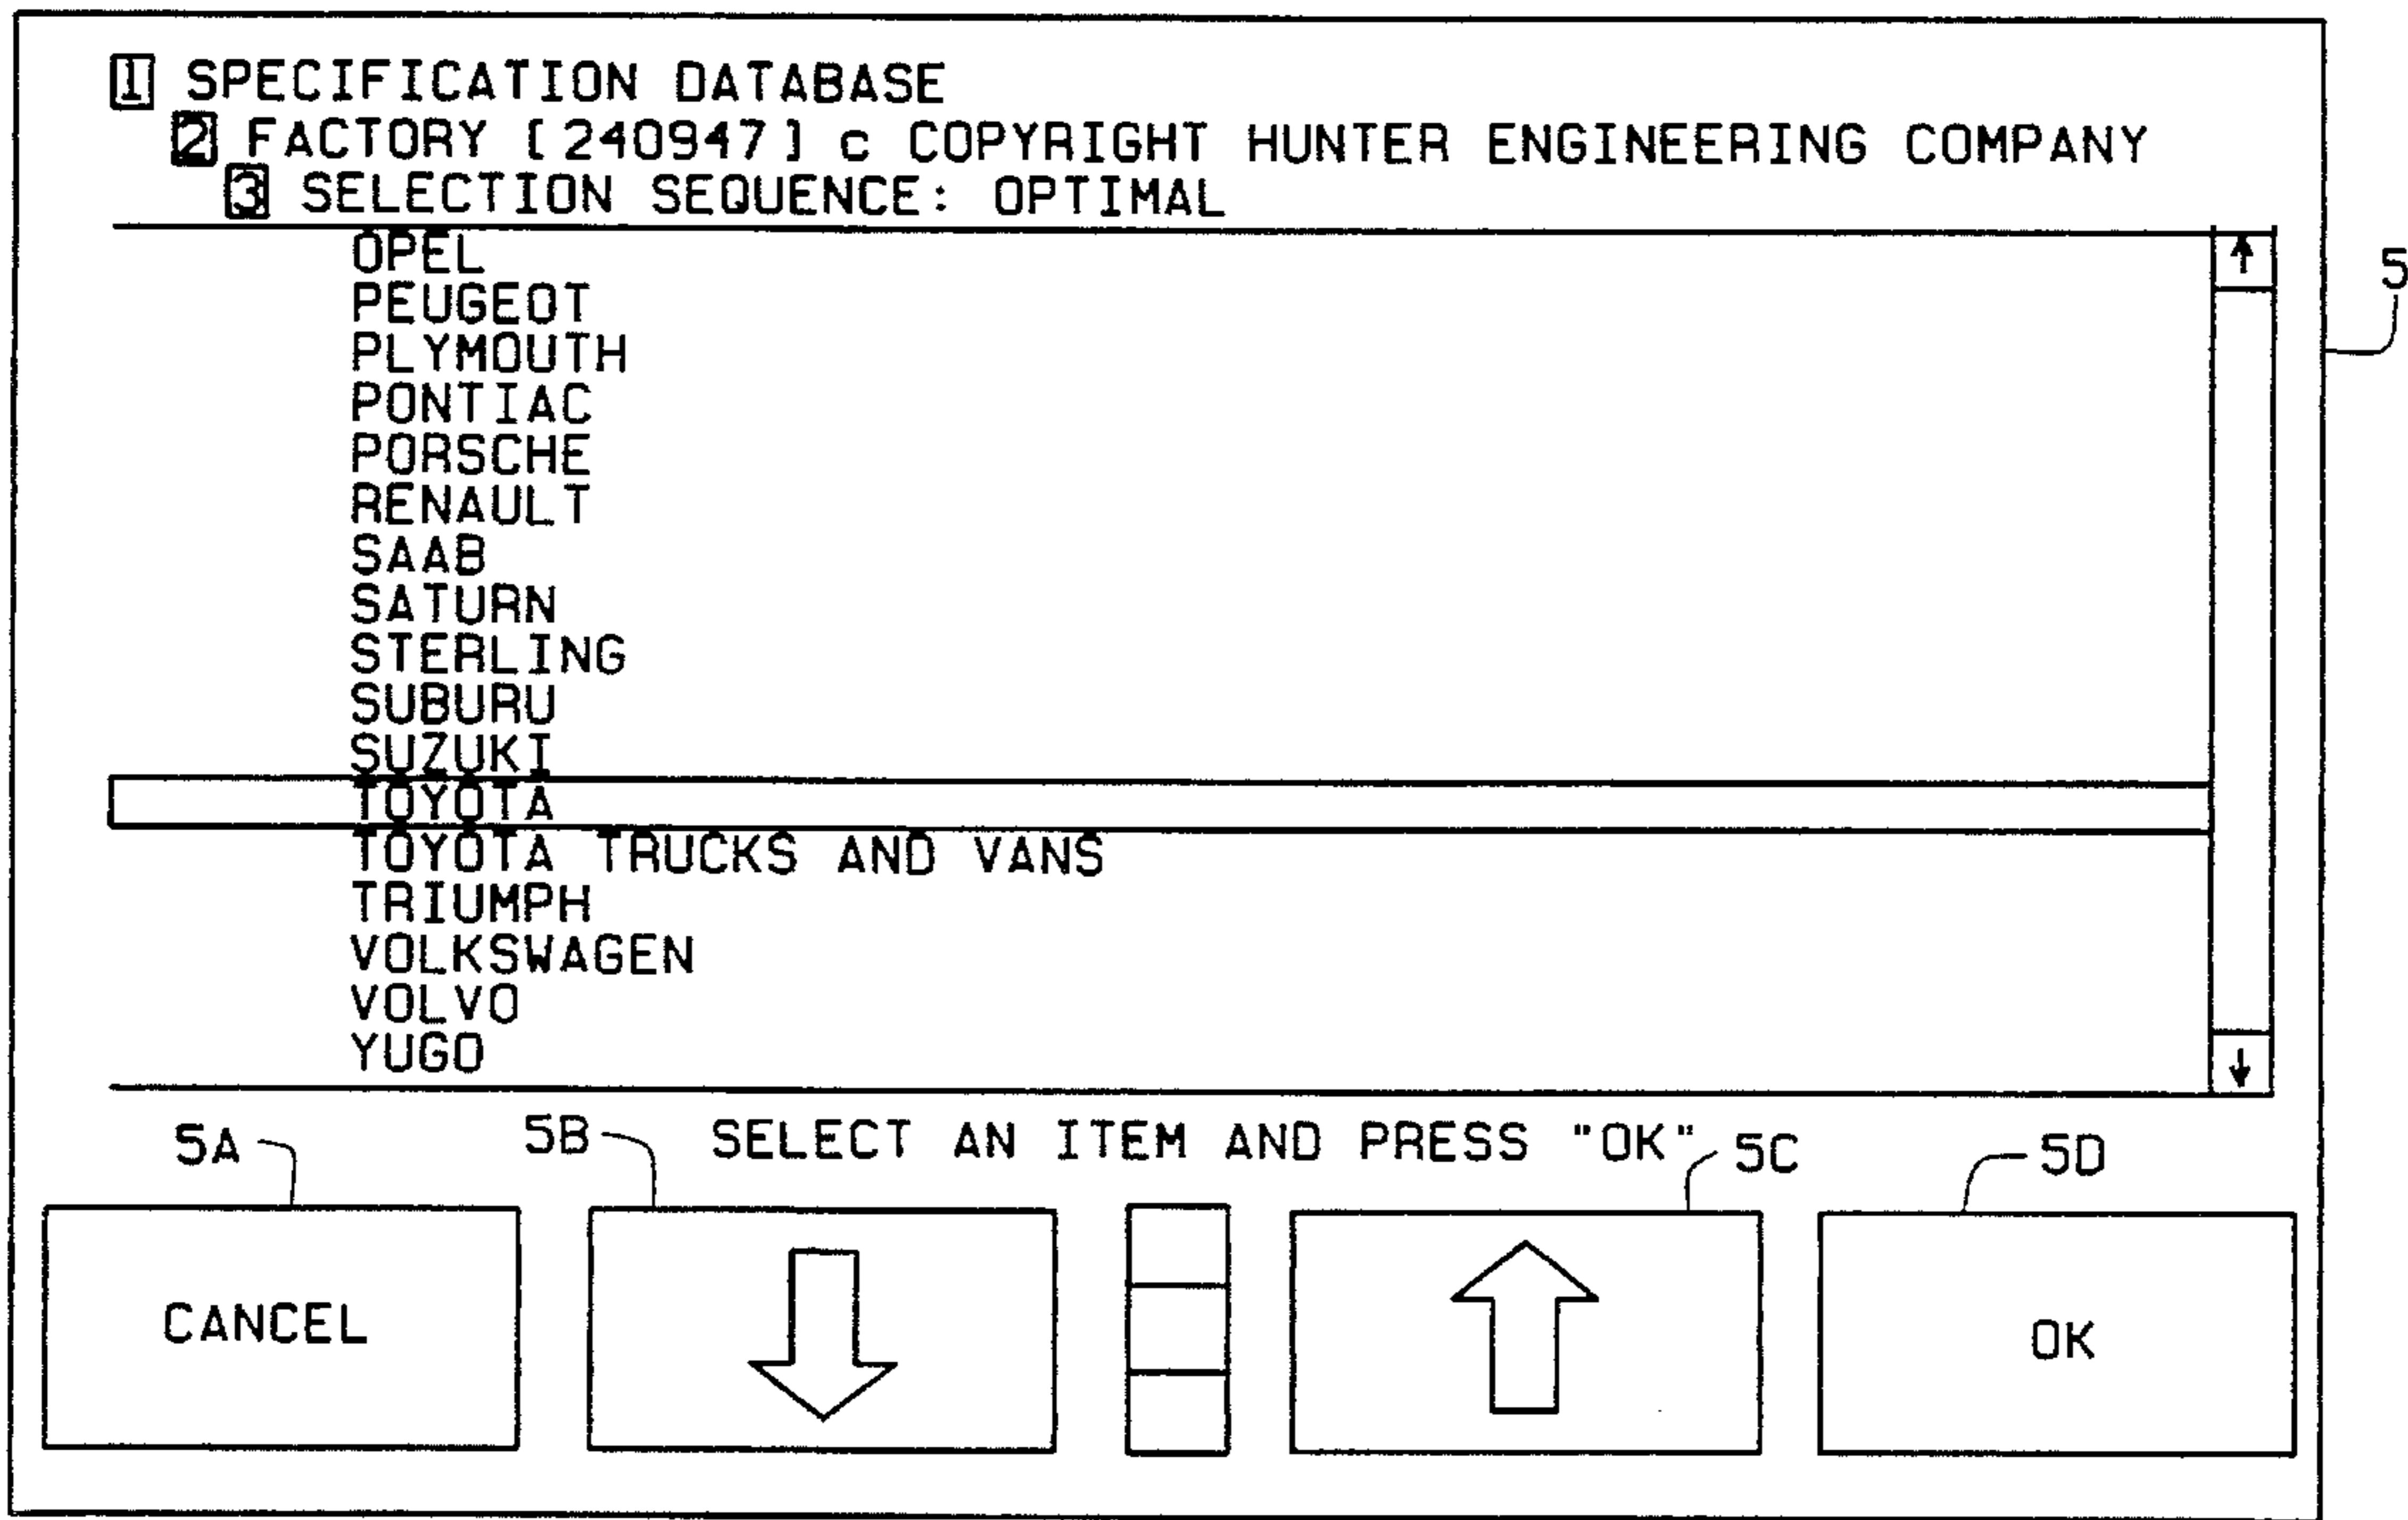 1 SPECIFICATION DATABASE
2 FACTORY [240947] c COPYRIGHT HUNTER ENGINEERING COMPANY
3 SELECTION SEQUENCE: OPTIMAL
OPEL
5
PEUGEOT
PLYMOUTH
PONTIAC
PORSCHE
RENAULT
SAAB
SATURN
STERLING
SUBURU
SUZUKI
TOYOTA
TOYOTA TRUCKS AND VANS
TRIUMPH
VOLKSWAGEN
VOLVO
YUGO
5A 5B SELECT AN ITEM AND PRESS "OK" 5C 5D
CANCEL OK